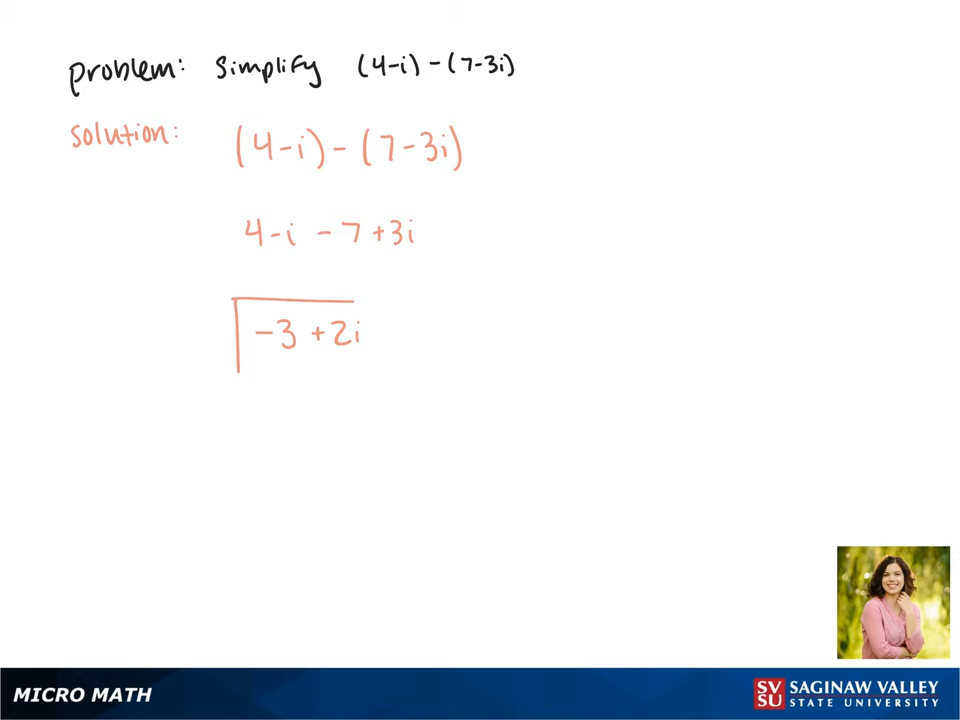 problem: Simplify (4-i) - (7-3i)
solution: (4-i) - (7-3i)
4-i - 7 +3i
-3 +2i
MICRO MATH
SV SU SAGINAW VALLEY STATE UNIVERSITY